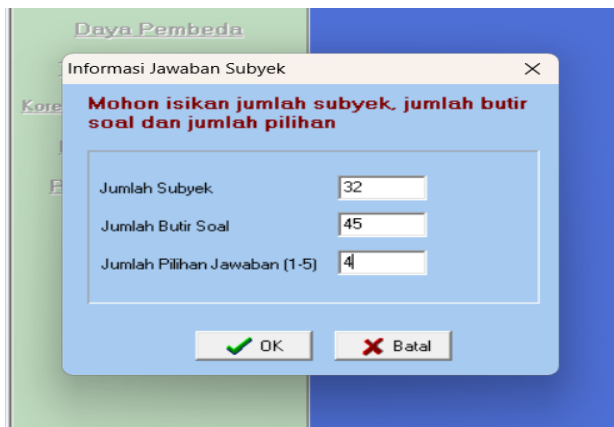 Daya Pembeda
Informasi Jawaban Subyek
Kore
Mohon isikan jumlah subyek, jumlah butir
soal dan jumlah pilihan
Jumlah Subyek 32
Jumlah Butir Soal 45
Jumlah Pilihan Jawaban (1-5) 4
OK Batal